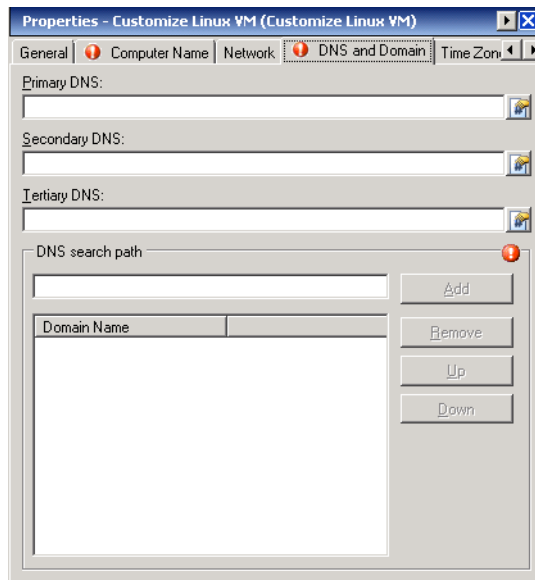 Properties - Customize Linux VM (Customize Linux VM)
General Computer Name Network DNS and Domain Time Zon
Primary DNS:
Secondary DNS:
Tertiary DNS:
DNS search path
Add
Domain Name
Remove
Up
Down